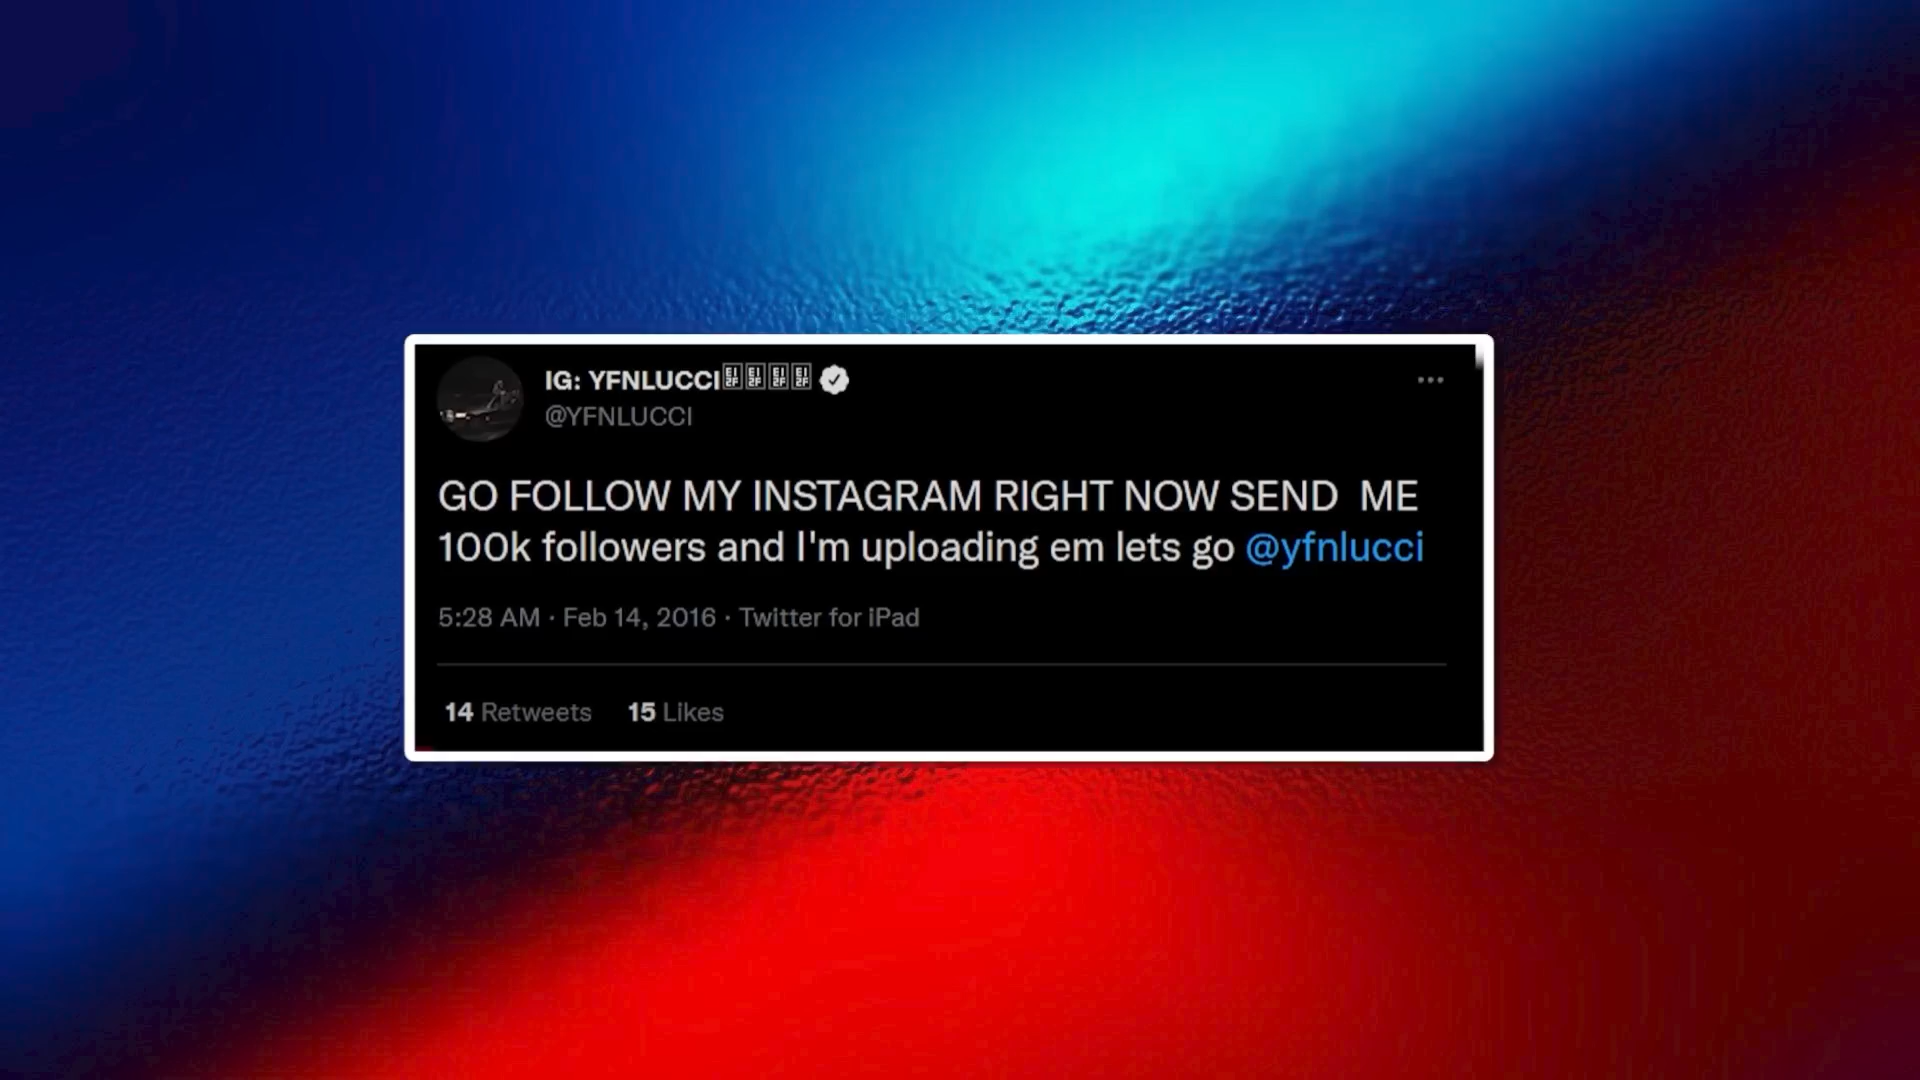 IG: YFNLUCCI
@YFNLUCCI
GO FOLLOW MY INSTAGRAM RIGHT NOW SEND  ME
100k followers and I'm uploading em lets go @yfnlucci
5:28 AM · Feb 14, 2016 · Twitter for iPad
14 Retweets 15 Likes